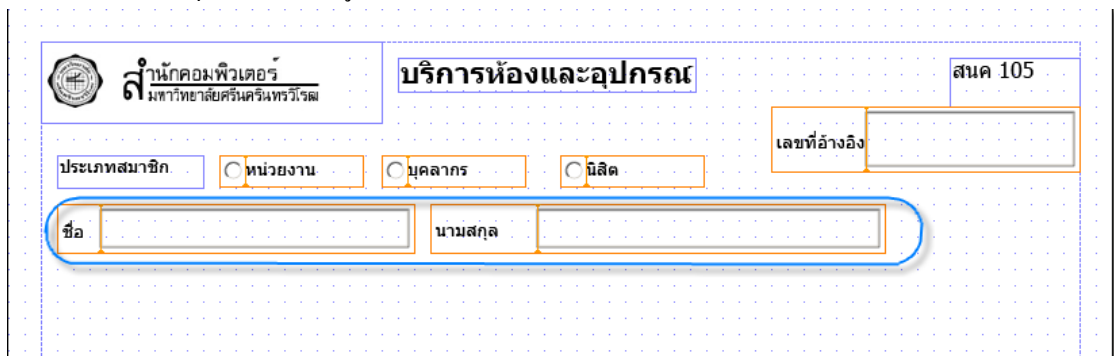 สำนักคอมพิวเตอร์
มหาวิทยาลัยศรีนครินทรวิโรฒ
บริการห้องและอุปกรณ์
สนค 105
เลขที่อ้างอิง
ประเภทสมาชิก หน่วยงาน บุคลากร นิสิต
ชื่อ นามสกุล